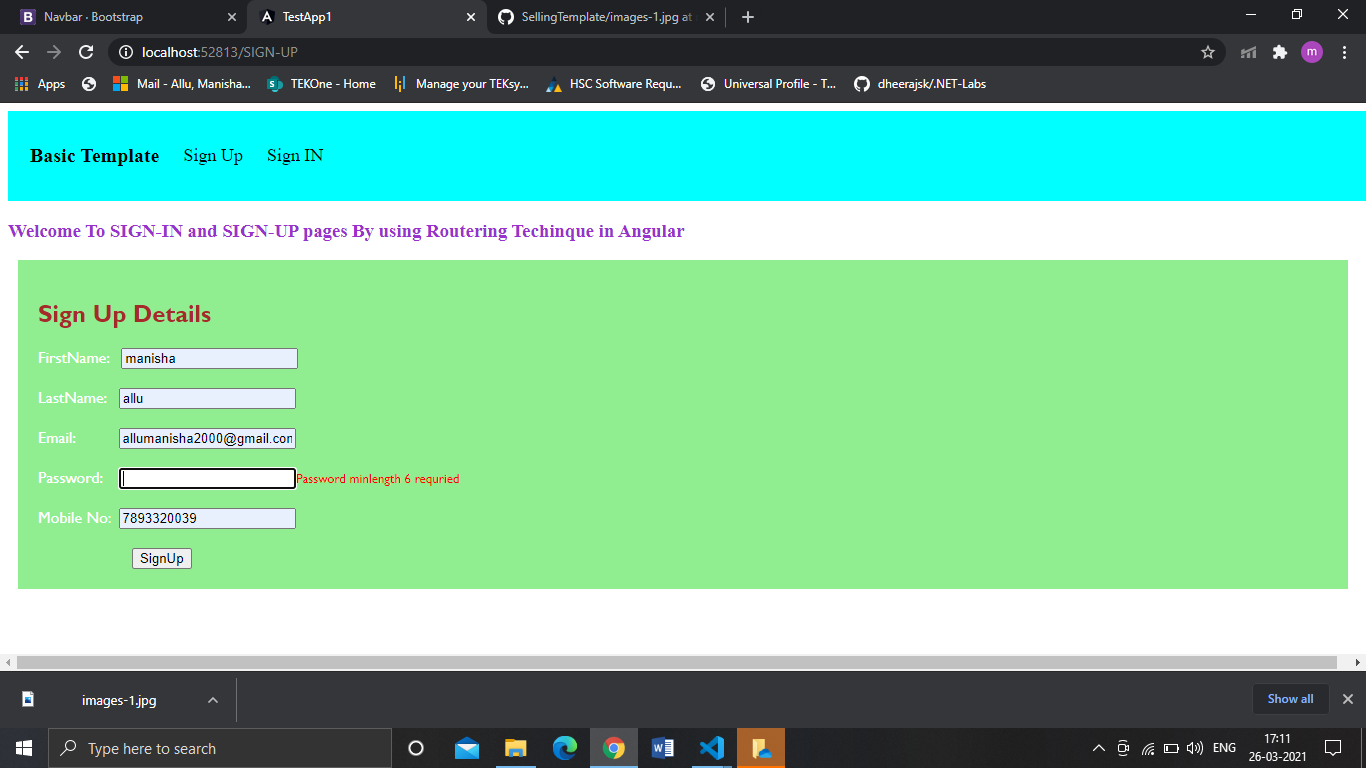 Navbar · Bootstrap
TestApp1
SellingTemplate/images-1.jpg at
localhost:52813/SIGN-UP
m
Apps
Mail - Allu, Manisha...
TEKOne - Home
Manage your TEKsy...
HSC Software Requ...
Universal Profile - T...
dheerajsk/.NET-Labs
Basic Template Sign Up Sign IN
Welcome To SIGN-IN and SIGN-UP pages By using Routering Techinque in Angular
Sign Up Details
FirstName: manisha
LastName: allu
Email: allumanisha2000@gmail.con
Password: Password minlength 6 requried
Mobile No: 7893320039
SignUp
images-1.jpg
Show all
Type here to search
ENG
17:11
26-03-2021